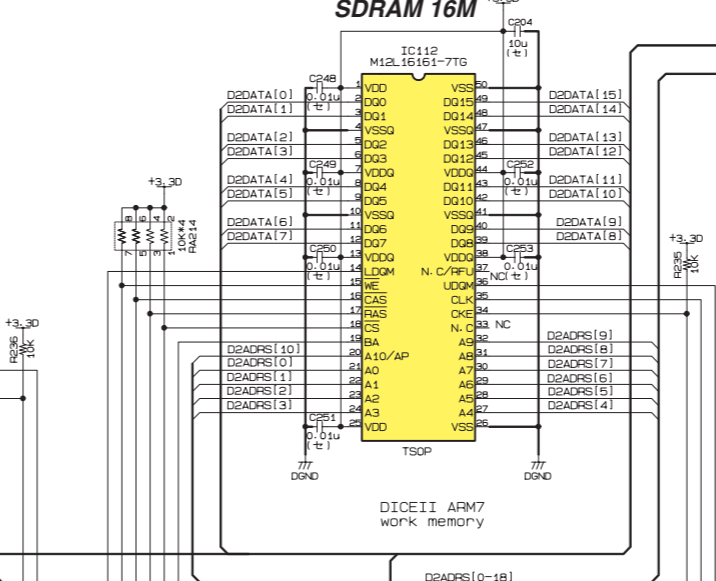 SDRAM 16M
C204
10u
(セ)
IC112
M12L16161-7TG
C248
0.01u
(セ)
1 VDD VSS 50
D2DATA[0] 2 DQ0 DQ15 49 D2DATA[15]
D2DATA[1] 3 DQ1 DQ14 48 D2DATA[14]
4 VSSQ VSSQ 47
D2DATA[2] 5 DQ2 DQ13 46 D2DATA[13]
D2DATA[3] 6 DQ3 DQ12 45 D2DATA[12]
C249
0.01u
(セ)
7 VDDQ VDDQ 44
C252
0.01u
(セ)
D2DATA[4] 8 DQ4 DQ11 43 D2DATA[11]
D2DATA[5] 9 DQ5 DQ10 42 D2DATA[10]
10 VSSQ VSSQ 41
D2DATA[6] 11 DQ6 DQ9 40 D2DATA[9]
D2DATA[7] 12 DQ7 DQ8 39 D2DATA[8]
C250
0.01u
(セ)
13 VDDQ VDDQ 38
C253
0.01u
(セ)
14 LDQM N.C/RFU 37 NC
15 WE UDQM 36
16 CAS CLK 35
17 RAS CKE 34
18 CS N.C 33 NC
19 BA A9 32 D2ADRS[9]
D2ADRS[10] 20 A10/AP A8 31 D2ADRS[8]
D2ADRS[0] 21 A0 A7 30 D2ADRS[7]
D2ADRS[1] 22 A1 A6 29 D2ADRS[6]
D2ADRS[2] 23 A2 A5 28 D2ADRS[5]
D2ADRS[3] 24 A3 A4 27 D2ADRS[4]
C251
0.01u
(セ)
25 VDD VSS 26
TSOP
DGND
DGND
+3.3D
8 6 4 2
7 5 3 1
10K*4
RA214
+3.3D
R235
10K
+3.3D
R236
10K
DICEII ARM7
work memory
D2ADRS[0-18]